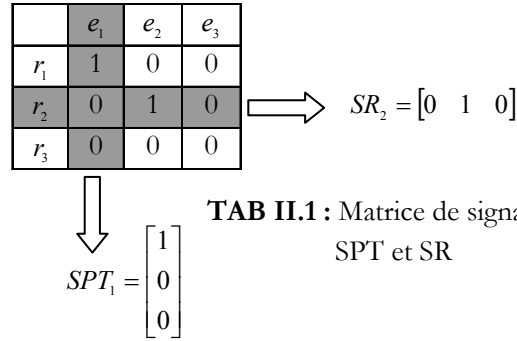 e₁ e₂ e₃
r₁ 1 0 0
r₂ 0 1 0
r₃ 0 0 0
SR₂ = [0 1 0]
TAB II.1 : Matrice de
SPT et SR
SPT₁ = [1
0
0]